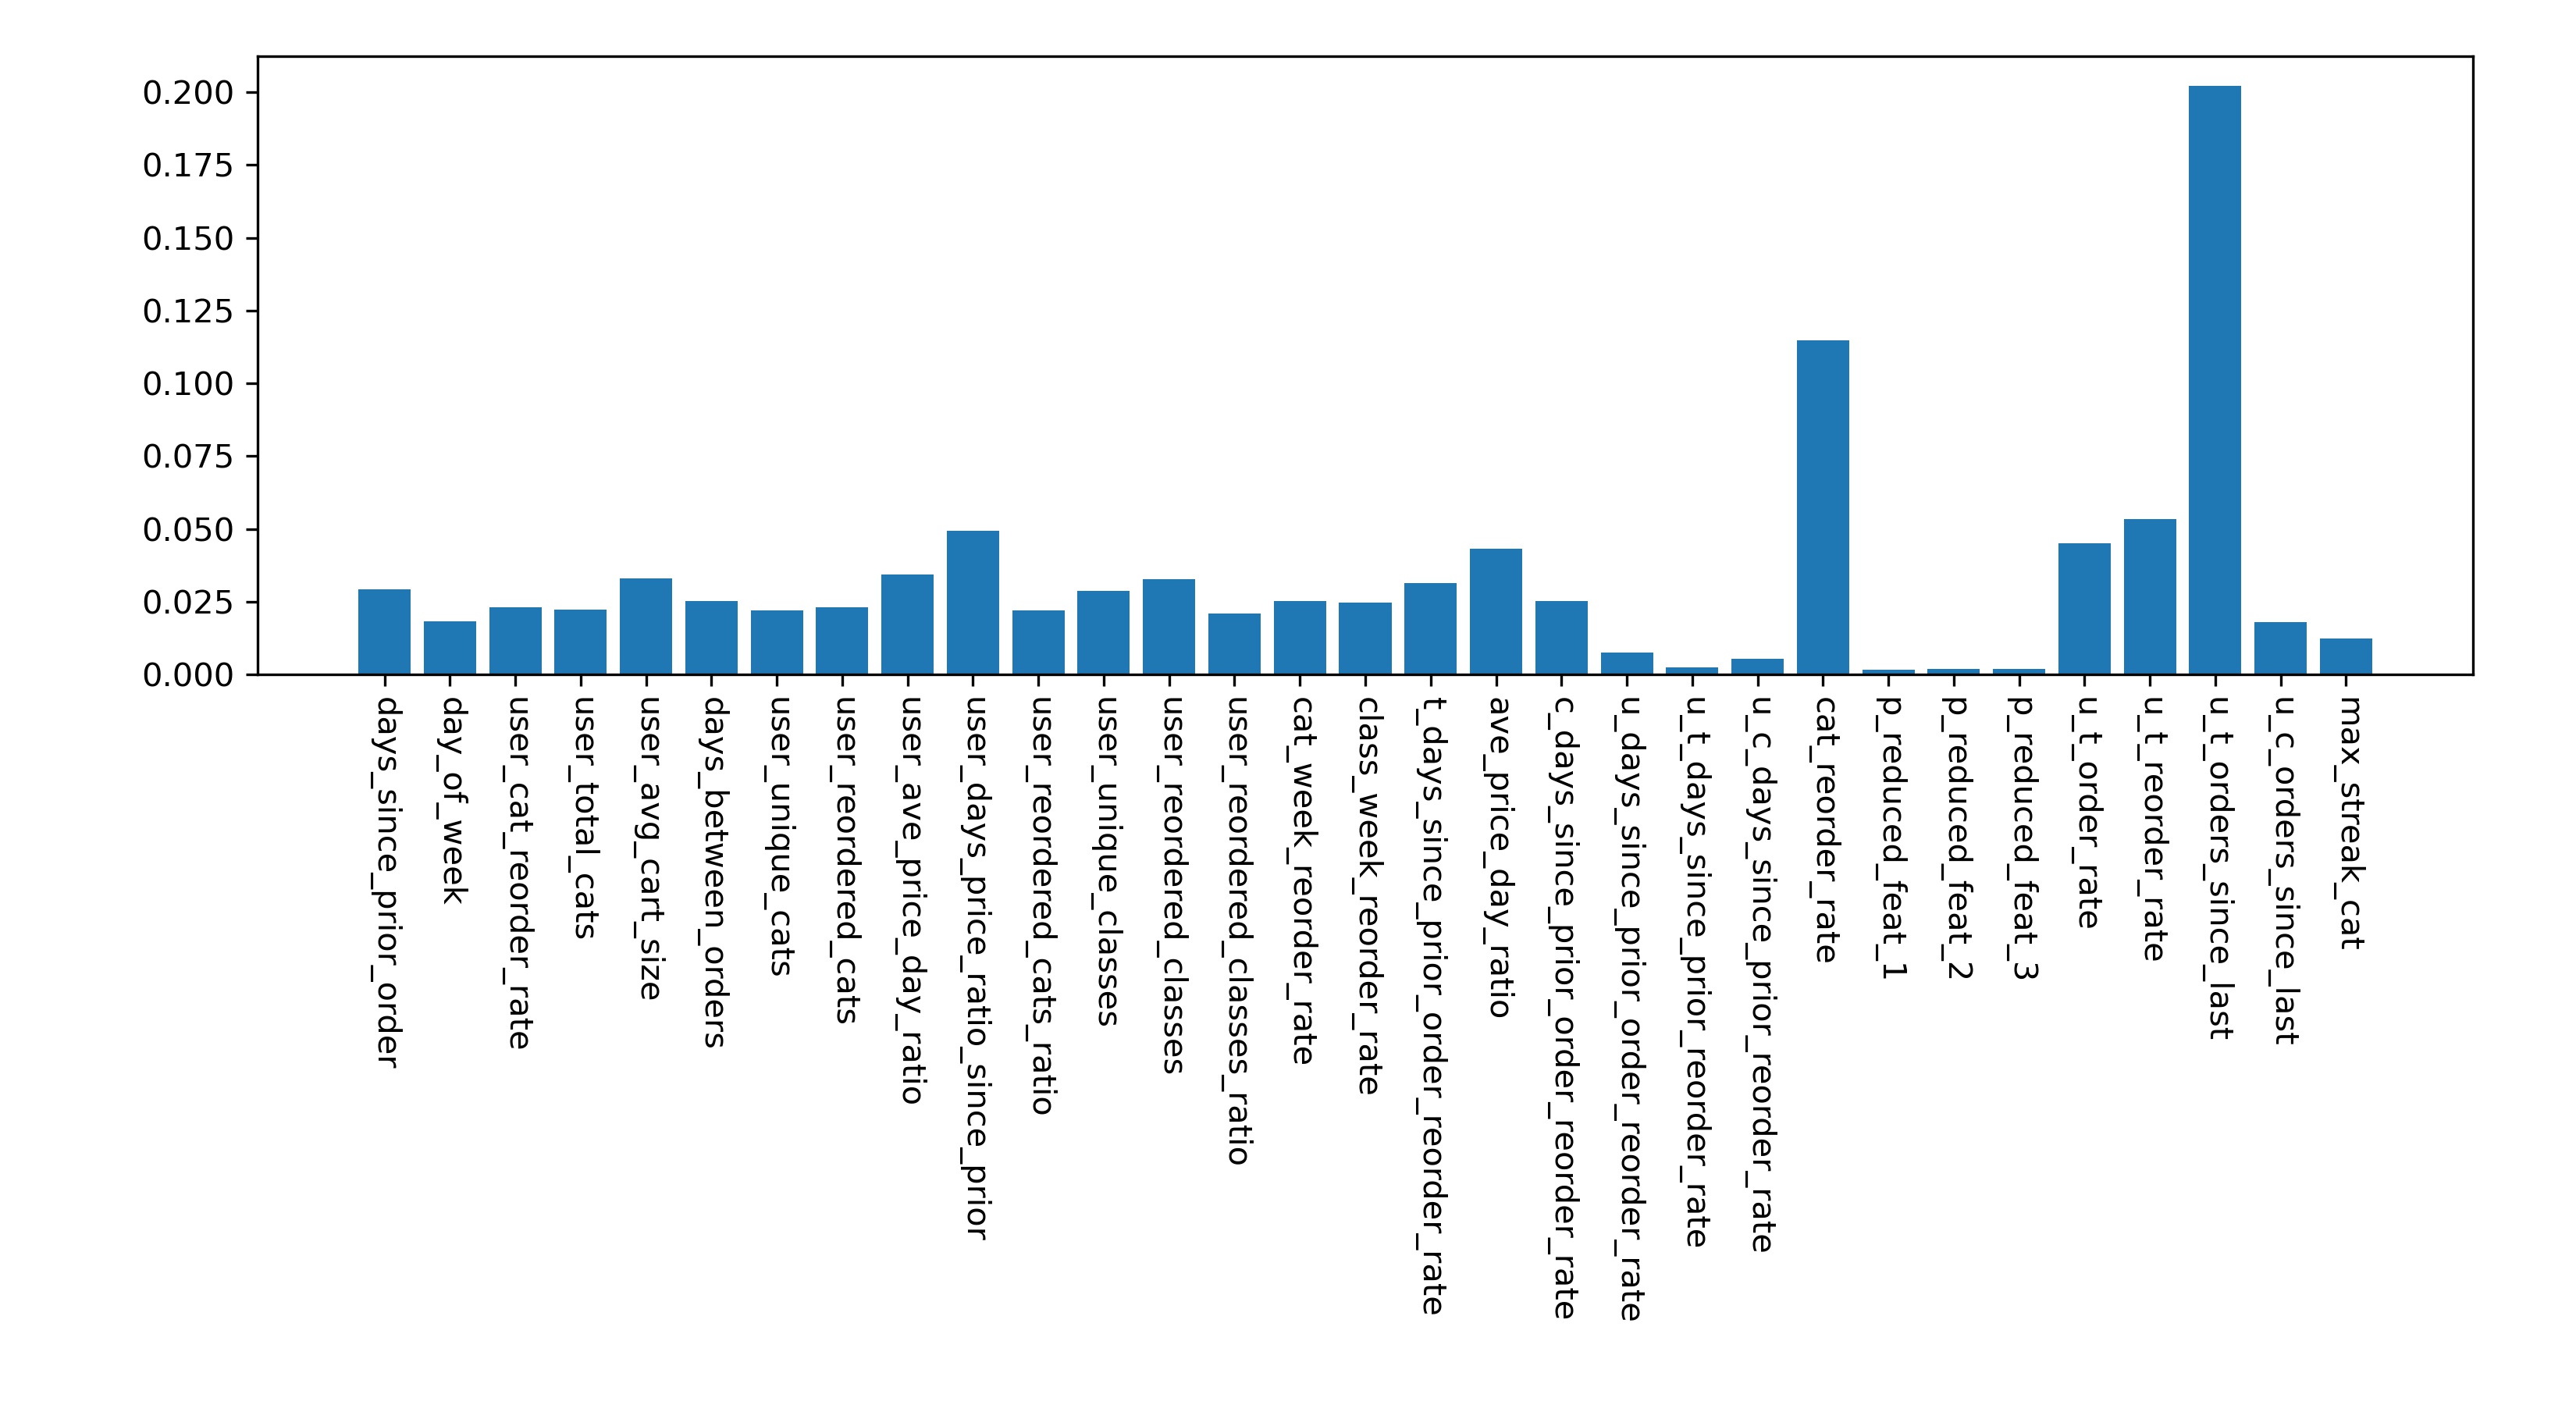 0.200
0.175
0.150
0.125
0.100
0.075
0.050
0.025
0.000
days_since_prior_order
day_of_week
user_cat_reorder_rate
user_total_cats
user_avg_cart_size
days_between_orders
user_unique_cats
user_reordered_cats
user_ave_price_day_ratio
user_days_price_ratio_since_prior
user_reordered_cats_ratio
user_unique_classes
user_reordered_classes
user_reordered_classes_ratio
cat_week_reorder_rate
class_week_reorder_rate
t_days_since_prior_order_reorder_rate
ave_price_day_ratio
c_days_since_prior_order_reorder_rate
u_days_since_prior_order_reorder_rate
u_t_days_since_prior_reorder_rate
u_c_days_since_prior_reorder_rate
cat_reorder_rate
p_reduced_feat_1
p_reduced_feat_2
p_reduced_feat_3
u_t_order_rate
u_t_reorder_rate
u_t_orders_since_last
u_c_orders_since_last
max_streak_cat